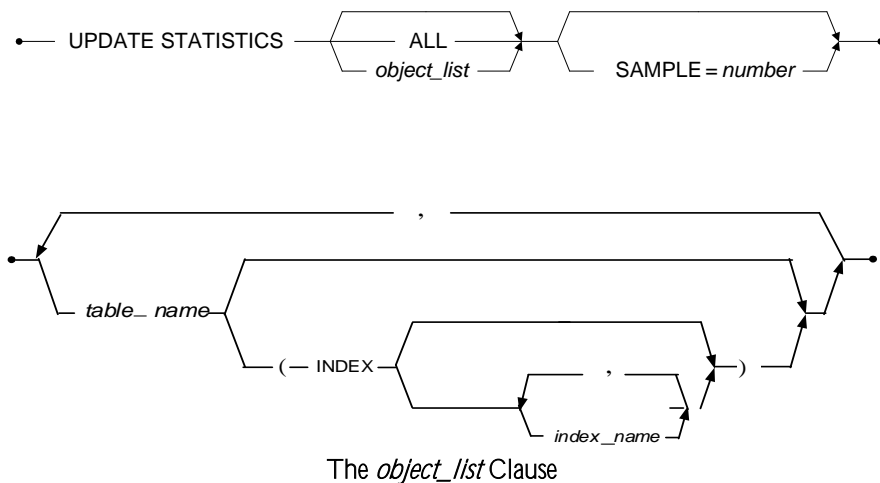 UPDATE STATISTICS ALL
object_list SAMPLE = number
,
table_ name
( INDEX )
,
index_name
The object_list Clause